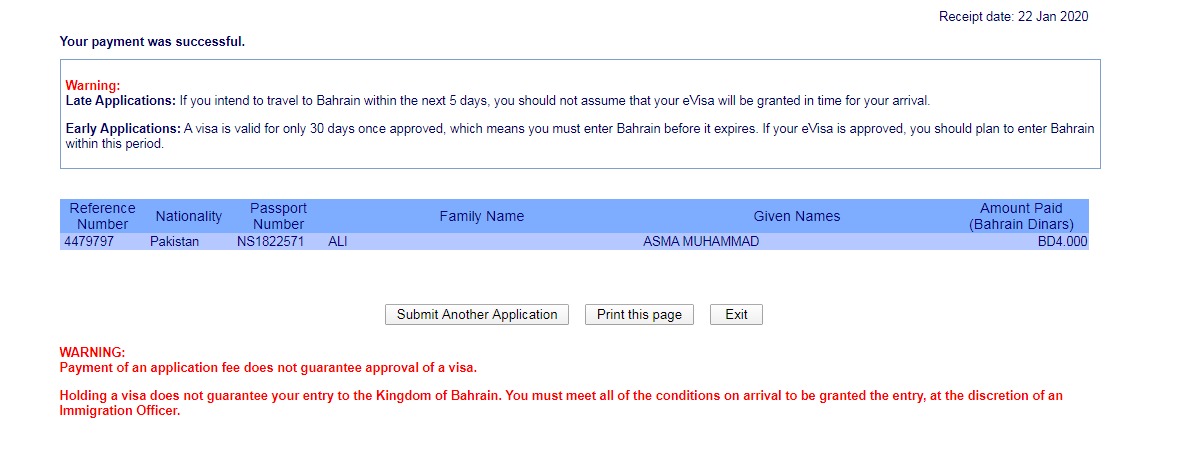 Receipt date: 22 Jan 2020
Your payment was successful.
Warning:
Late Applications: If you intend to travel to Bahrain within the next 5 days, you should not assume that your eVisa will be granted in time for your arrival.
Early Applications: A visa is valid for only 30 days once approved, which means you must enter Bahrain before it expires. If your eVisa is approved, you should plan to enter Bahrain
within this period.
Reference Number Nationality Passport Number Family Name Given Names Amount Paid (Bahrain Dinars)
4479797 Pakistan NS1822571 ALI ASMA MUHAMMAD BD4.000
Submit Another Application Print this page Exit
WARNING:
Payment of an application fee does not guarantee approval of a visa.
Holding a visa does not guarantee your entry to the Kingdom of Bahrain. You must meet all of the conditions on arrival to be granted the entry, at the discretion of an
Immigration Officer.